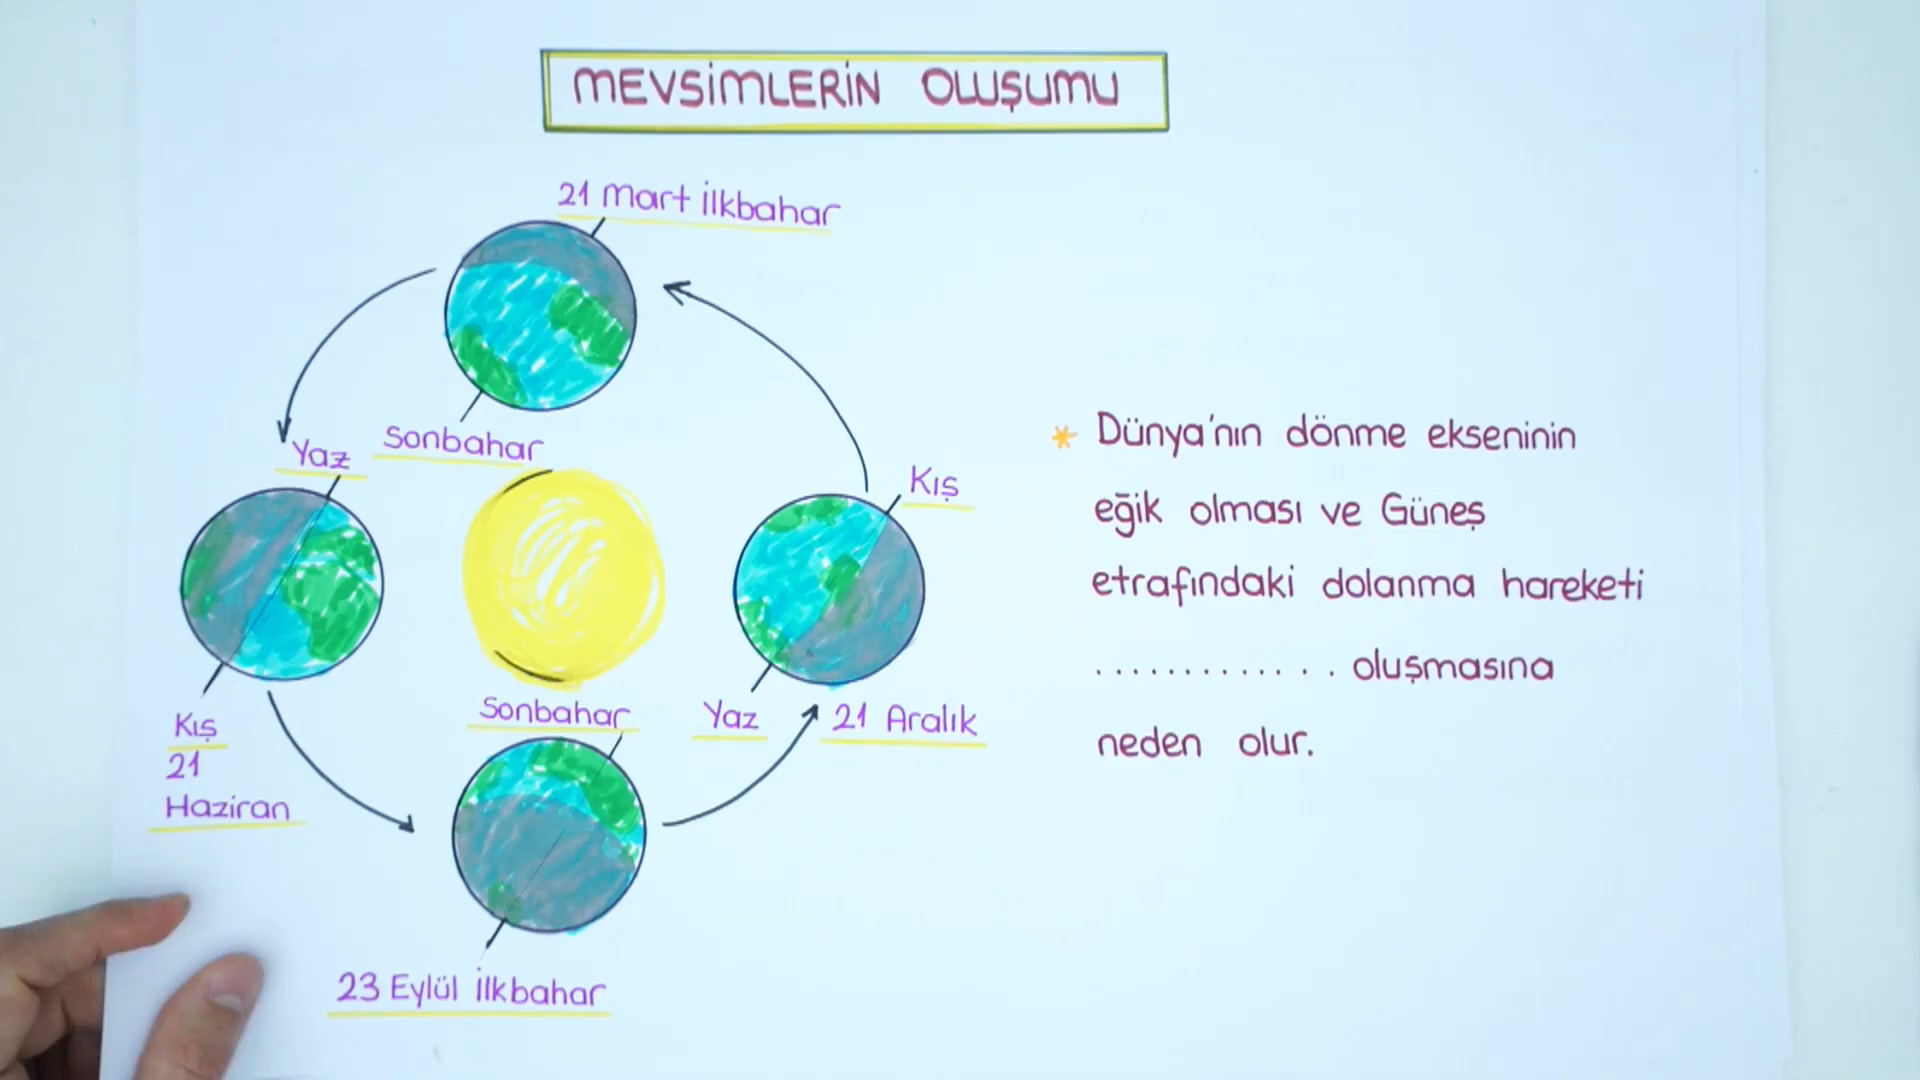 MEVSİMLERİN OLUŞUMU
21 Mart İlkbahar
Sonbahar
Yaz
Kış
21
Haziran
Sonbahar
23 Eylül İlkbahar
Kış
Yaz
21 Aralık
* Dünya'nın dönme ekseninin
eğik olması ve Güneş
etrafındaki dolanma hareketi
............. oluşmasına
neden olur.